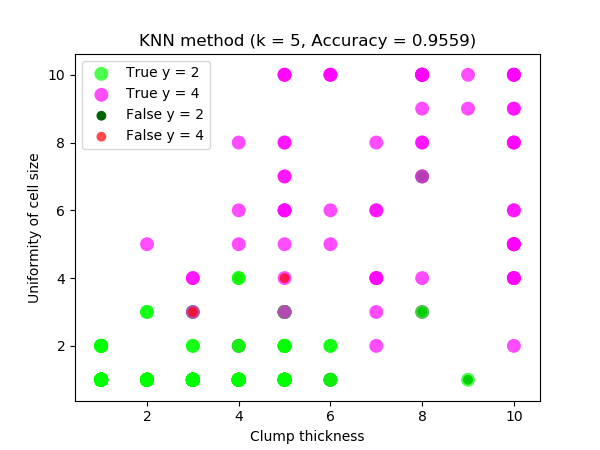 KNN method (k = 5, Accuracy = 0.9559)
True y = 2
True y = 4
False y = 2
False y = 4
Uniformity of cell size
10
8
6
4
2
2 4 6 8 10
Clump thickness